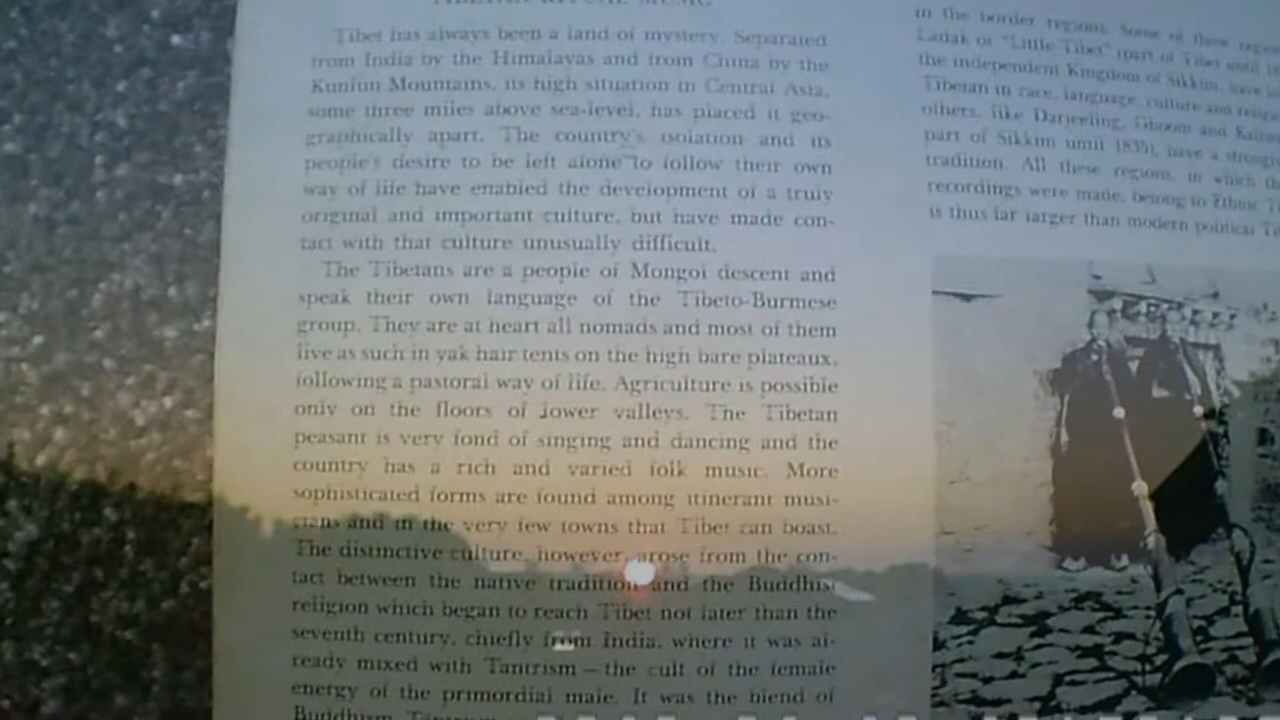 TIBETAN RITUAL MUSIC
Tibet has always been a land of mystery. Separated
from India by the Himalayas and from China by the
Kunlun Mountains, its high situation in Central Asia,
some three miles above sea-level, has placed it geo-
graphically apart. The country's isolation and its
people's desire to be left alone to follow their own
way of life have enabled the development of a truly
original and important culture, but have made con-
tact with that culture unusually difficult.
The Tibetans are a people of Mongol descent and
speak their own language of the Tibeto-Burmese
group. They are at heart all nomads and most of them
live as such in yak hair tents on the high bare plateaux,
following a pastoral way of life. Agriculture is possible
only on the floors of lower valleys. The Tibetan
peasant is very fond of singing and dancing and the
country has a rich and varied folk music. More
sophisticated forms are found among itinerant musi-
cians and in the very few towns that Tibet can boast.
The distinctive culture, however, arose from the con-
tact between the native tradition and the Buddhist
religion which began to reach Tibet not later than the
seventh century, chiefly from India, where it was al-
ready mixed with Tantrism—the cult of the female
energy of the primordial male. It was the blend of
Buddhism,
in the border regions. Some of these
Ladak or "Little Tibet" (part of Tibet until
the independent Kingdom of Sikkim, have
Tibetan in race, language, culture and
others, like Darjeeling, Ghoom and
part of Sikkim until 1835), have a
tradition. All these regions, in which
recordings were made, belong to Ethnic
is thus far larger than modern political